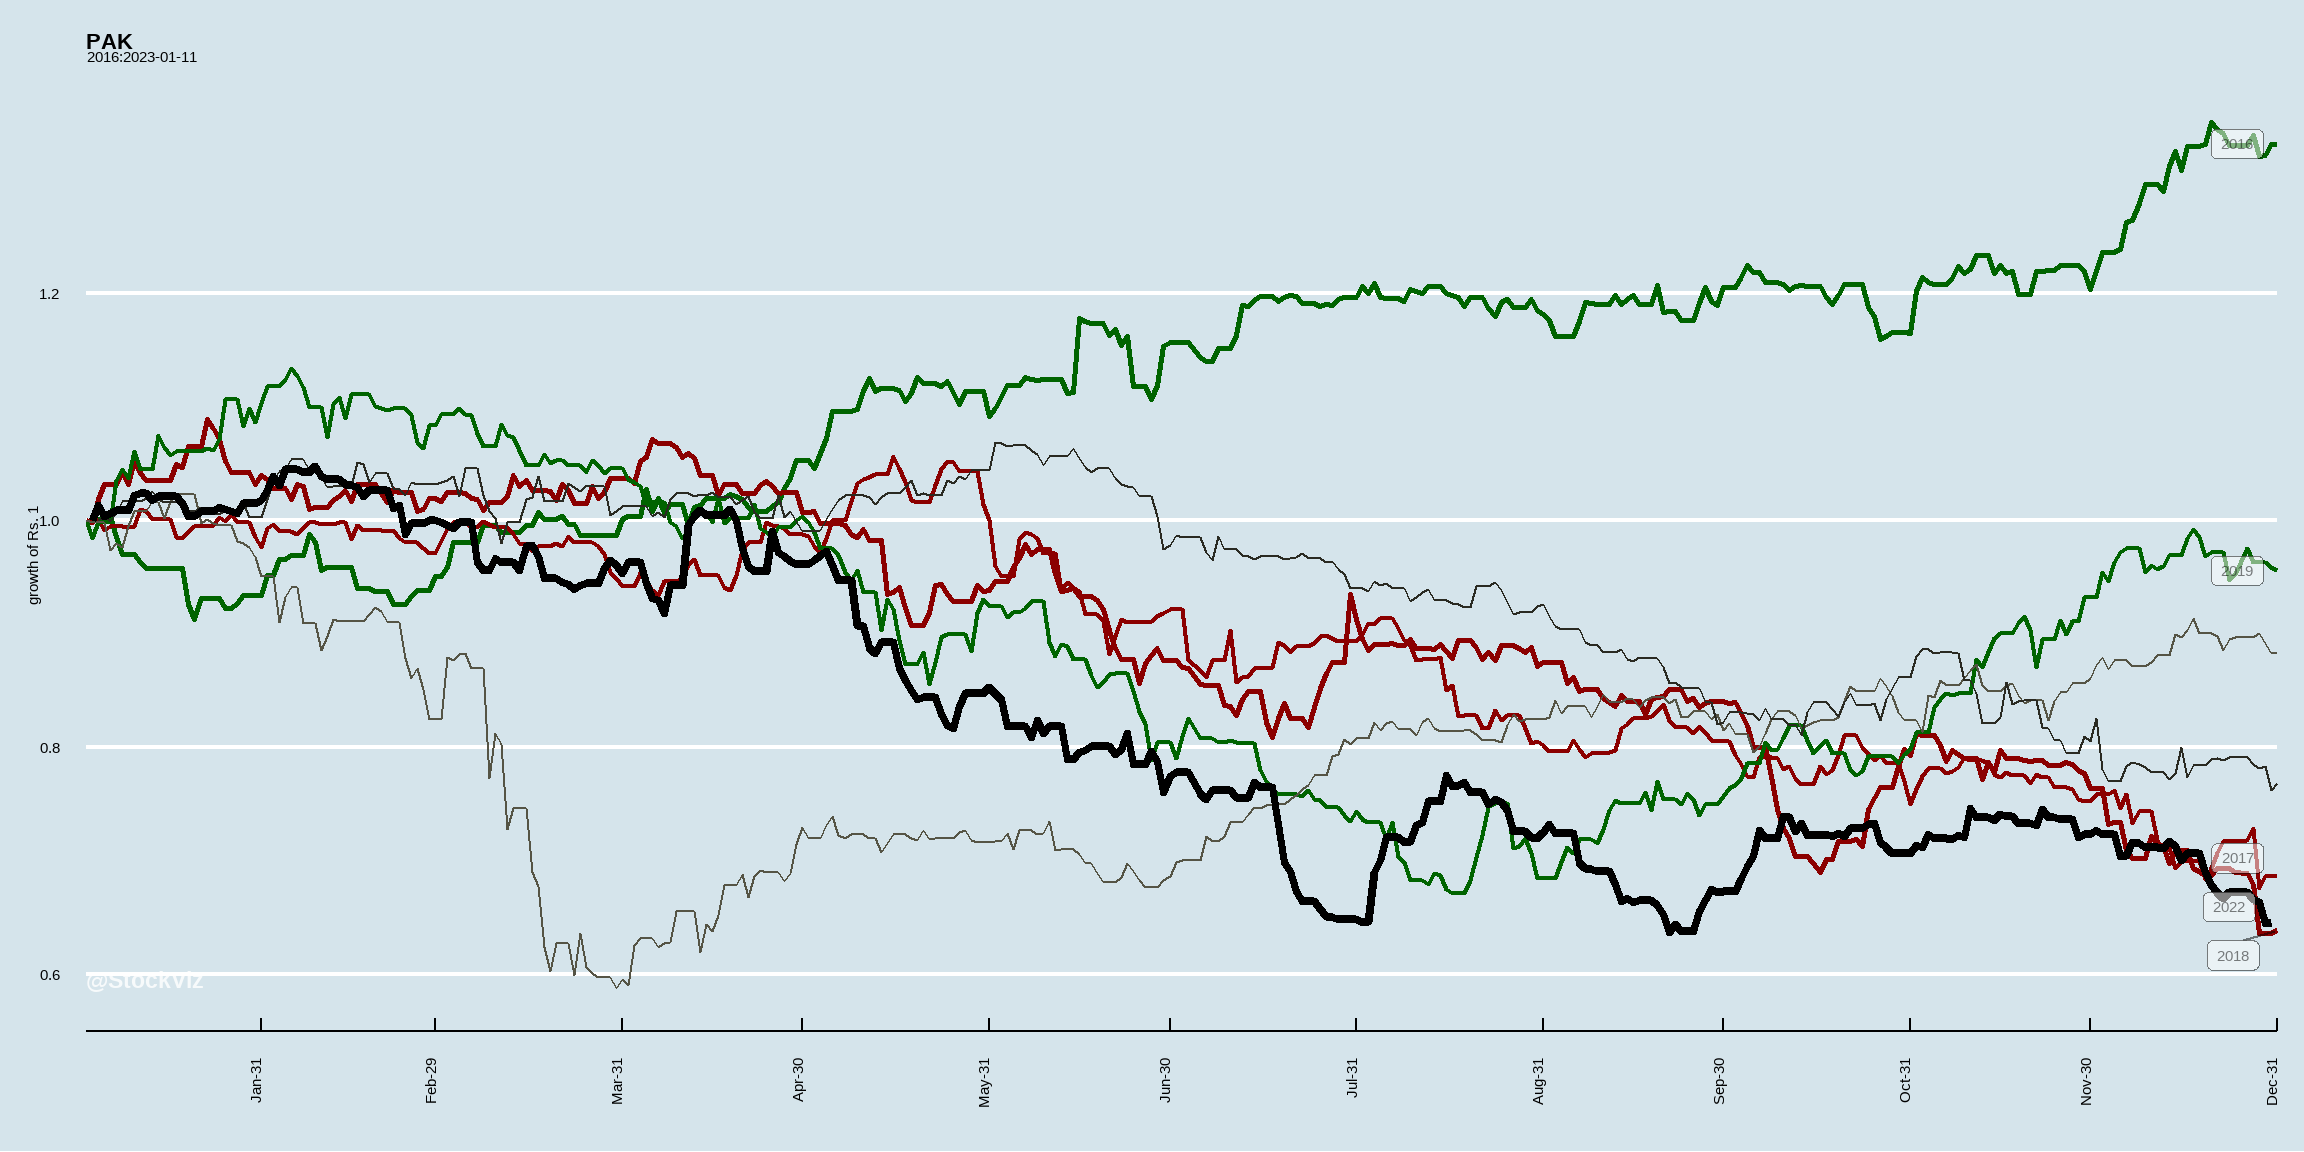 PAK
2016:2023-01-11
growth of Rs. 1
1.2
1.0
0.8
0.6
2016
2019
2017
2022
2018
@StockViz
Jan-31
Feb-29
Mar-31
Apr-30
May-31
Jun-30
Jul-31
Aug-31
Sep-30
Oct-31
Nov-30
Dec-31